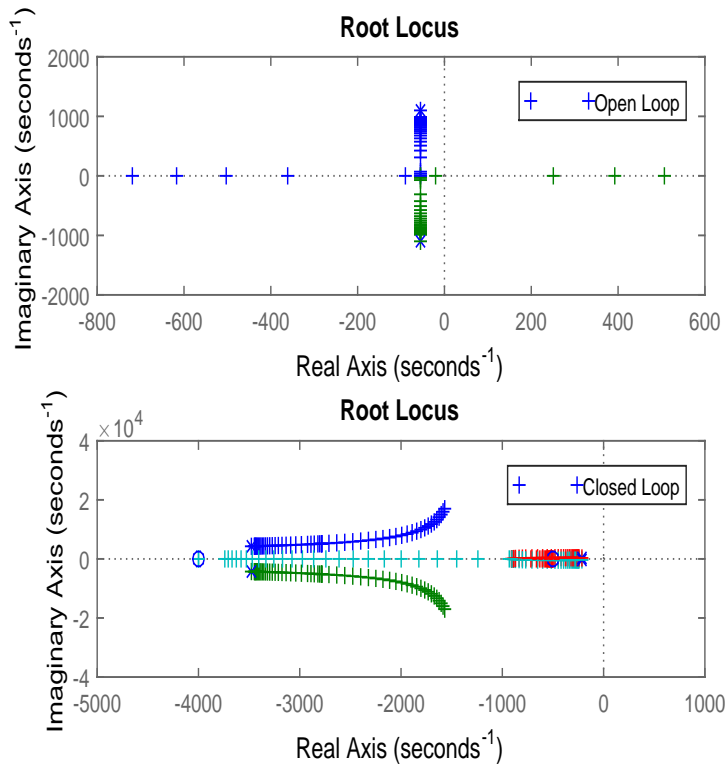 Root Locus
2000
1000
0
-1000
-2000
Imaginary Axis (seconds⁻¹)
Open Loop
-800 -600 -400 -200 0 200 400 600
Real Axis (seconds⁻¹)
Root Locus
×10⁴
4
2
0
-2
-4
Imaginary Axis (seconds⁻¹)
Closed Loop
-5000 -4000 -3000 -2000 -1000 0 1000
Real Axis (seconds⁻¹)